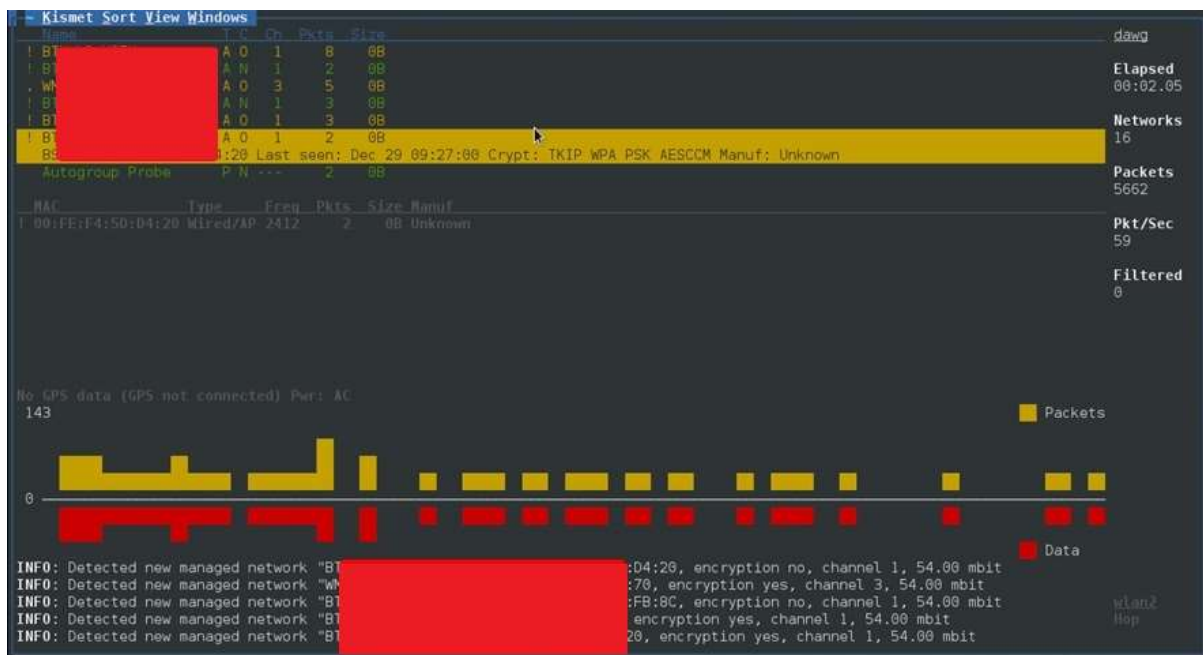 ~ Kismet Sort View Windows
Name T C Ch Pkts Size
! BT A O 1 8 0B
! BT A N 1 2 0B
. WM A O 3 5 0B
! BT A N 1 3 0B
! BT A O 1 3 0B
! BT A O 1 2 0B
BS :20 Last seen: Dec 29 09:27:00 Crypt: TKIP WPA PSK AESCCM Manuf: Unknown
Autogroup Probe P N --- 2 0B
MAC Type Freq Pkts Size Manuf
! 00:FE:F4:5D:D4:20 Wired/AP 2412 2 0B Unknown
dawg
Elapsed
00:02.05
Networks
16
Packets
5662
Pkt/Sec
59
Filtered
0
No GPS data (GPS not connected) Pwr: AC
143
Packets
0
Data
INFO: Detected new managed network "BT :D4:20, encryption no, channel 1, 54.00 mbit
INFO: Detected new managed network "WM :70, encryption yes, channel 3, 54.00 mbit
INFO: Detected new managed network "BT :FB:8C, encryption no, channel 1, 54.00 mbit
INFO: Detected new managed network "BT encryption yes, channel 1, 54.00 mbit
INFO: Detected new managed network "BT 20, encryption yes, channel 1, 54.00 mbit
wlan2
Hop